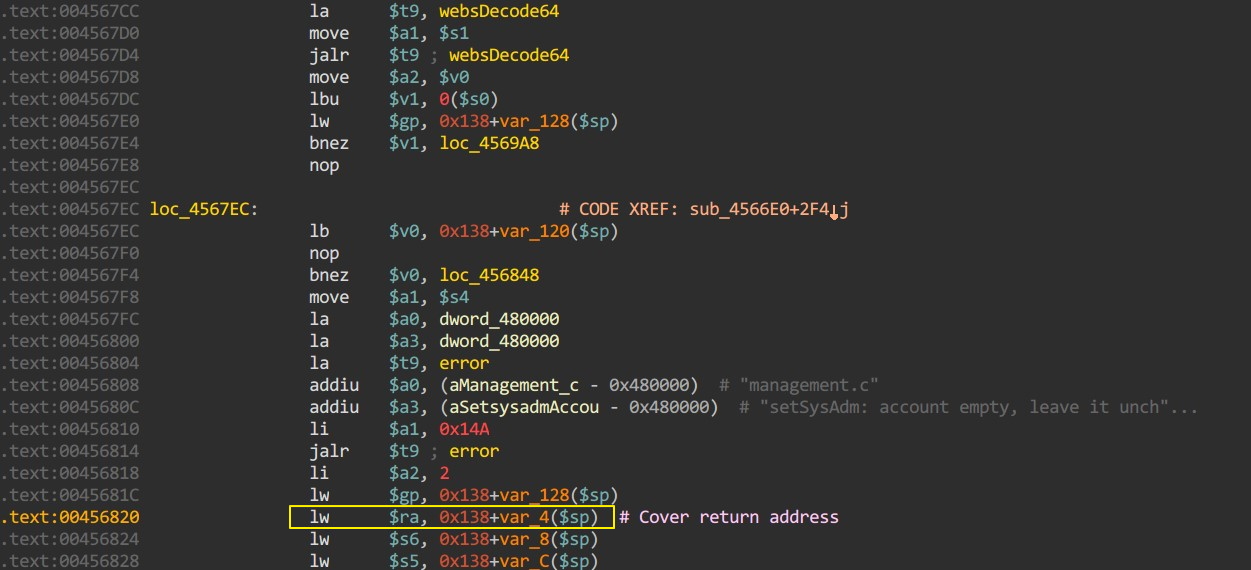 .text:004567CC la $t9, websDecode64
.text:004567D0 move $a1, $s1
.text:004567D4 jalr $t9 ; websDecode64
.text:004567D8 move $a2, $v0
.text:004567DC lbu $v1, 0($s0)
.text:004567E0 lw $gp, 0x138+var_128($sp)
.text:004567E4 bnez $v1, loc_4569A8
.text:004567E8 nop
.text:004567EC
.text:004567EC loc_4567EC: # CODE XREF: sub_4566E0+2F4↓j
.text:004567EC lb $v0, 0x138+var_120($sp)
.text:004567F0 nop
.text:004567F4 bnez $v0, loc_456848
.text:004567F8 move $a1, $s4
.text:004567FC la $a0, dword_480000
.text:00456800 la $a3, dword_480000
.text:00456804 la $t9, error
.text:00456808 addiu $a0, (aManagement_c - 0x480000) # "management.c"
.text:0045680C addiu $a3, (aSetsysadmAccou - 0x480000) # "setSysAdm: account empty, leave it unch"...
.text:00456810 li $a1, 0x14A
.text:00456814 jalr $t9 ; error
.text:00456818 li $a2, 2
.text:0045681C lw $gp, 0x138+var_128($sp)
.text:00456820 lw $ra, 0x138+var_4($sp) # Cover return address
.text:00456824 lw $s6, 0x138+var_8($sp)
.text:00456828 lw $s5, 0x138+var_C($sp)